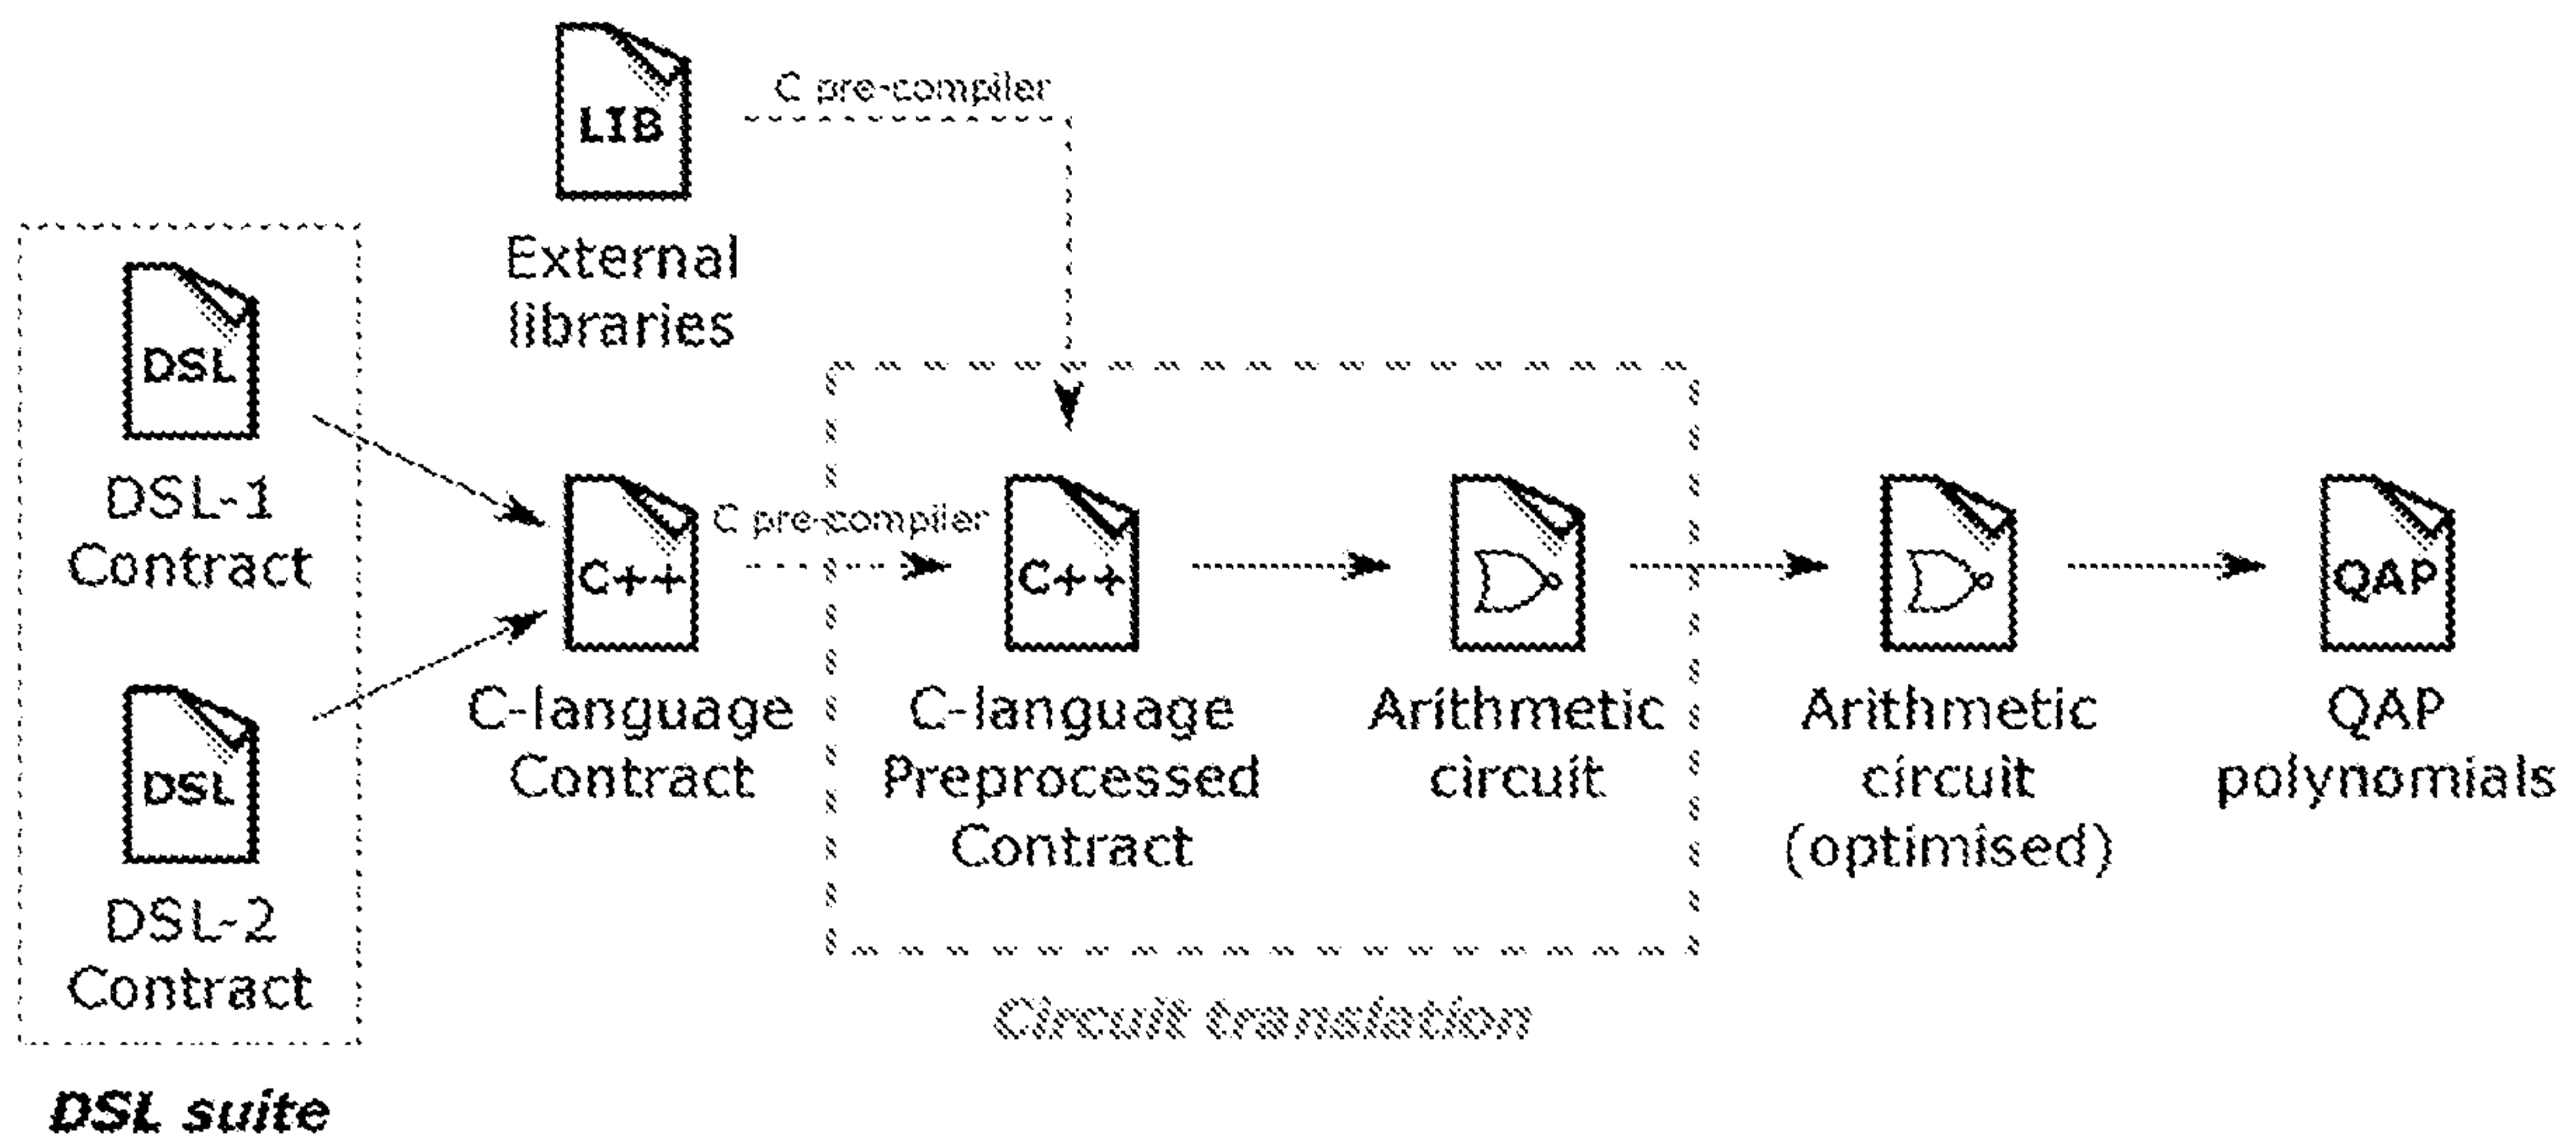 LIB
C pre-compiler
External
libraries
DSL
DSL-1
Contract
DSL
DSL-2
Contract
DSL suite
C++
C-language
Contract
C pre-compiler
C++
C-language
Preprocessed
Contract
Arithmetic
circuit
Circuit translation
Arithmetic
circuit
(optimised)
QAP
QAP
polynomials